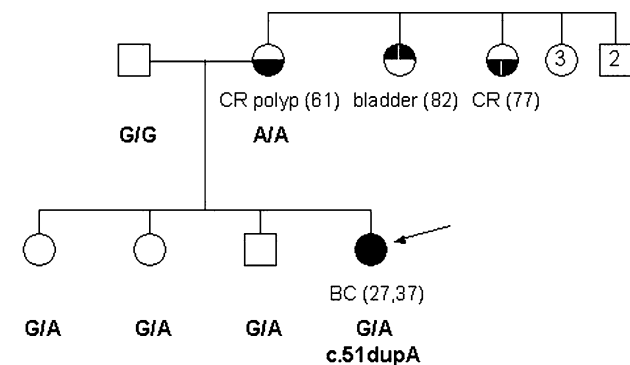 3
2
CR polyp (61) bladder (82) CR (77)
G/G A/A
BC (27,37)
G/A G/A G/A G/A
c.51dupA